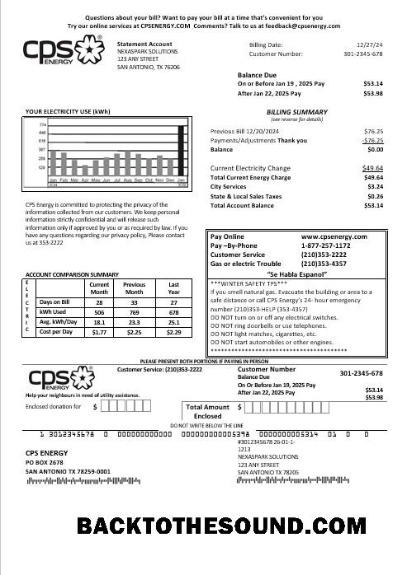 Questions about your bill? Want to pay your bill at a time that's convenient for you
Try our online services at CPSENERGY.COM Comments? Talk to us at feedback@cpsenergy.com
CPS
ENERGY
Statement Account
NEXASPARK SOLUTIONS
123 ANY STREET
SAN ANTONIO, TX 76206
Billing Date: 12/27/24
Customer Number: 301-2345-678
Balance Due
On or Before Jan 19 , 2025 Pay $53.14
After Jan 22, 2025 Pay $53.98
YOUR ELECTRICITY USE (kWh)
BILLING SUMMARY
(see reverse for details)
Previous Bill 12/20/2024 $76.25
Payments/Adjustments Thank you -$76.25
Balance $0.00
Current Electricity Change $49.64
Total Current Energy Charge $49.64
City Services $3.24
State & Local Sales Taxes $0.26
Total Account Balance $53.14
CPS Energy is committed to protecting the privacy of the
information collected from our customers. We keep personal
information strictly confidential and will release such
information only if approved by you or as required by law. If you
have any questions regarding our privacy policy, Please contact
us at 353-2222
Pay Online www.cpsenergy.com
Pay –By-Phone 1-877-257-1172
Customer Service (210)353-2222
Gas or electric Trouble (210)353-4357
"Se Habla Espanol"
***WINTER SAFETY TPS***
If you smell natural gas. Evacuate the building or area to a
safe distance or call CPS Energy's 24- hour emergency
number (210)353-HELP (353-4357)
DO NOT turn on or off any electrical switches.
DO NOT ring doorbells or use telephones.
DO NOT light matches, cigarettes, etc.
DO NOT start automobiles or other engines.
ACCOUNT COMPARISON SUMMARY
ELECTRIC
Current Month Previous Month Last Year
Days on Bill 28 33 27
kWh Used 506 769 678
Avg. kWh/Day 18.1 23.3 25.1
Cost per Day $1.77 $2.25 $2.29
PLEASE PRESENT BOTH PORTIONS IF PAYING IN PERSON
CPS
ENERGY
Customer Service: (210)353-2222
Customer Number 301-2345-678
Balance Due
On Or Before Jan 19, 2025 Pay $53.14
After Jan 22, 2025 Pay $53.98
Help your neighbours in need of utility assistance.
Enclosed donation for $
Total Amount Enclose $
DO NOT WRITE BELOW THE LINE
CPS ENERGY
PO BOX 2678
SAN ANTONIO TX 78259-0001
#3012345678 26-01-1-
1213
NEXASPARK SOLUTIONS
123 ANY STREET
SAN ANTONIO TX 78205
BACKTOTHESOUND.COM